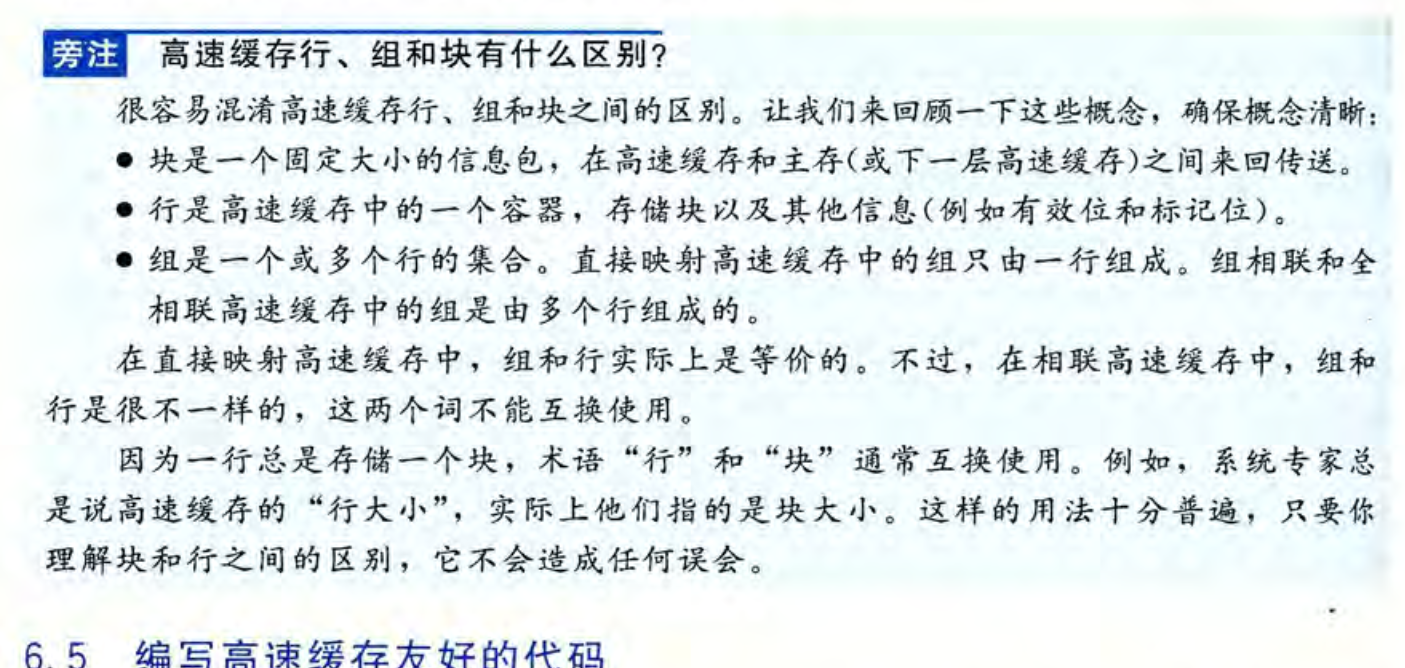 旁注 高速缓存行、组和块有什么区别?
很容易混淆高速缓存行、组和块之间的区别。让我们来回顾一下这些概念，确保概念清晰：
● 块是一个固定大小的信息包，在高速缓存和主存(或下一层高速缓存)之间来回传送。
● 行是高速缓存中的一个容器，存储块以及其他信息(例如有效位和标记位)。
● 组是一个或多个行的集合。直接映射高速缓存中的组只由一行组成。组相联和全
相联高速缓存中的组是由多个行组成的。
在直接映射高速缓存中，组和行实际上是等价的。不过，在相联高速缓存中，组和
行是很不一样的，这两个词不能互换使用。
因为一行总是存储一个块，术语“行”和“块”通常互换使用。例如，系统专家总
是说高速缓存的“行大小”，实际上他们指的是块大小。这样的用法十分普遍，只要你
理解块和行之间的区别，它不会造成任何误会。
6.5 编写高速缓存友好的代码